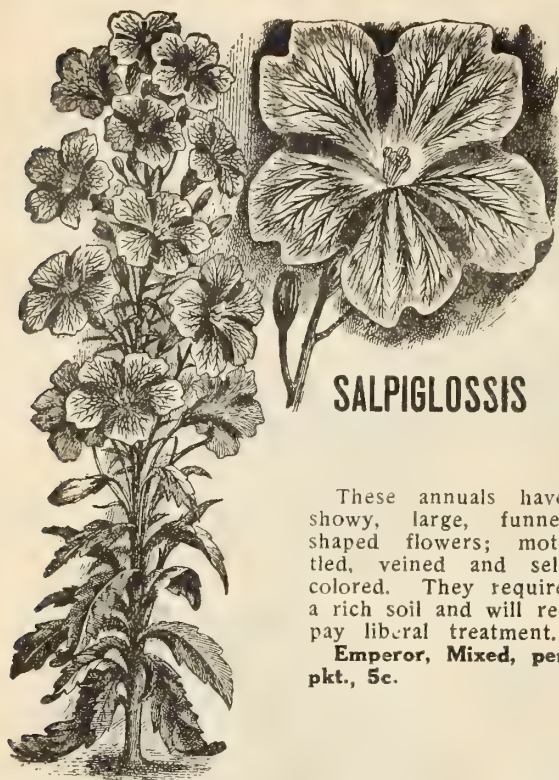 SALPIGLOSSIS
These annuals have
showy, large, funne
shaped flowers; mot
tled, veined and sel
colored. They require
a rich soil and will re
pay liberal treatment.
Emperor, Mixed, per
pkt., 5c.